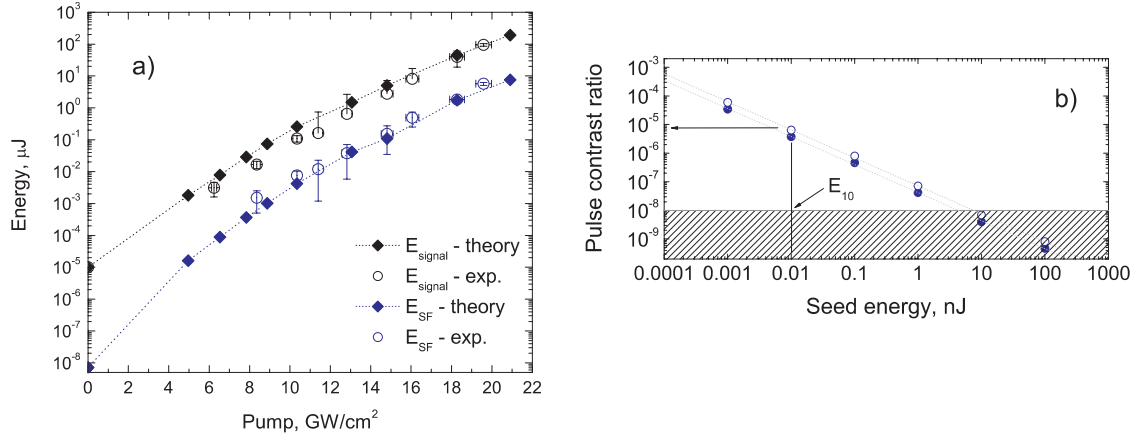 a)
Energy, μJ
10³
10²
10¹
10⁰
10⁻¹
10⁻²
10⁻³
10⁻⁴
10⁻⁵
10⁻⁶
10⁻⁷
10⁻⁸
E_signal - theory
E_signal - exp.
E_SF - theory
E_SF - exp.
0 2 4 6 8 10 12 14 16 18 20 22
Pump, GW/cm²
b)
Pulse contrast ratio
10⁻³
10⁻⁴
10⁻⁵
10⁻⁶
10⁻⁷
10⁻⁸
10⁻⁹
E₁₀
0.0001 0.001 0.01 0.1 1 10 100 1000
Seed energy, nJ